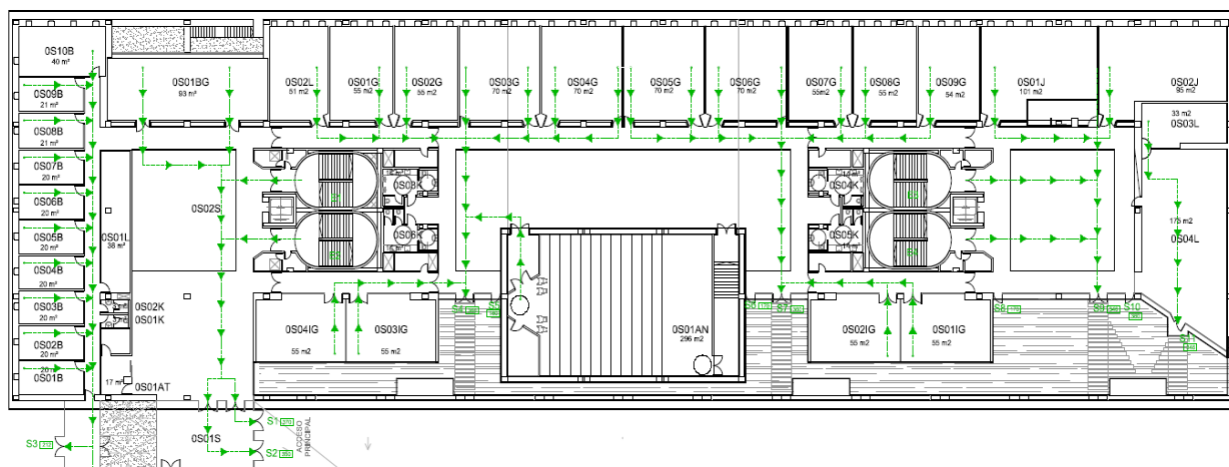 0S10B
40 m²
0S09B
21 m²
0S08B
21 m²
0S07B
20 m²
0S06B
20 m²
0S05B
20 m²
0S04B
20 m²
0S03B
20 m²
0S02B
20 m²
20 m²
0S01B
0S01BG
93 m²
0S02L
51 m2
0S01G
55 m2
0S02G
55 m2
0S03G
70 m2
0S04G
70 m2
0S05G
70 m2
0S06G
70 m2
0S07G
55m2
0S08G
55 m2
0S09G
54 m2
0S01J
101 m2
0S02J
95 m2
33 m2
0S03L
0S02S
0S01L
38 m²
0S04K
0S05K
0S04L
0S02K
0S01K
17 m²
0S01AT
0S04IG
55 m2
0S03IG
55 m2
0S01AN
296 m2
0S02IG
55 m2
0S01IG
55 m2
S4
S7
S8
S9
S10
0S01S
S1
S2
S3
ACCESO
PRINCIPAL